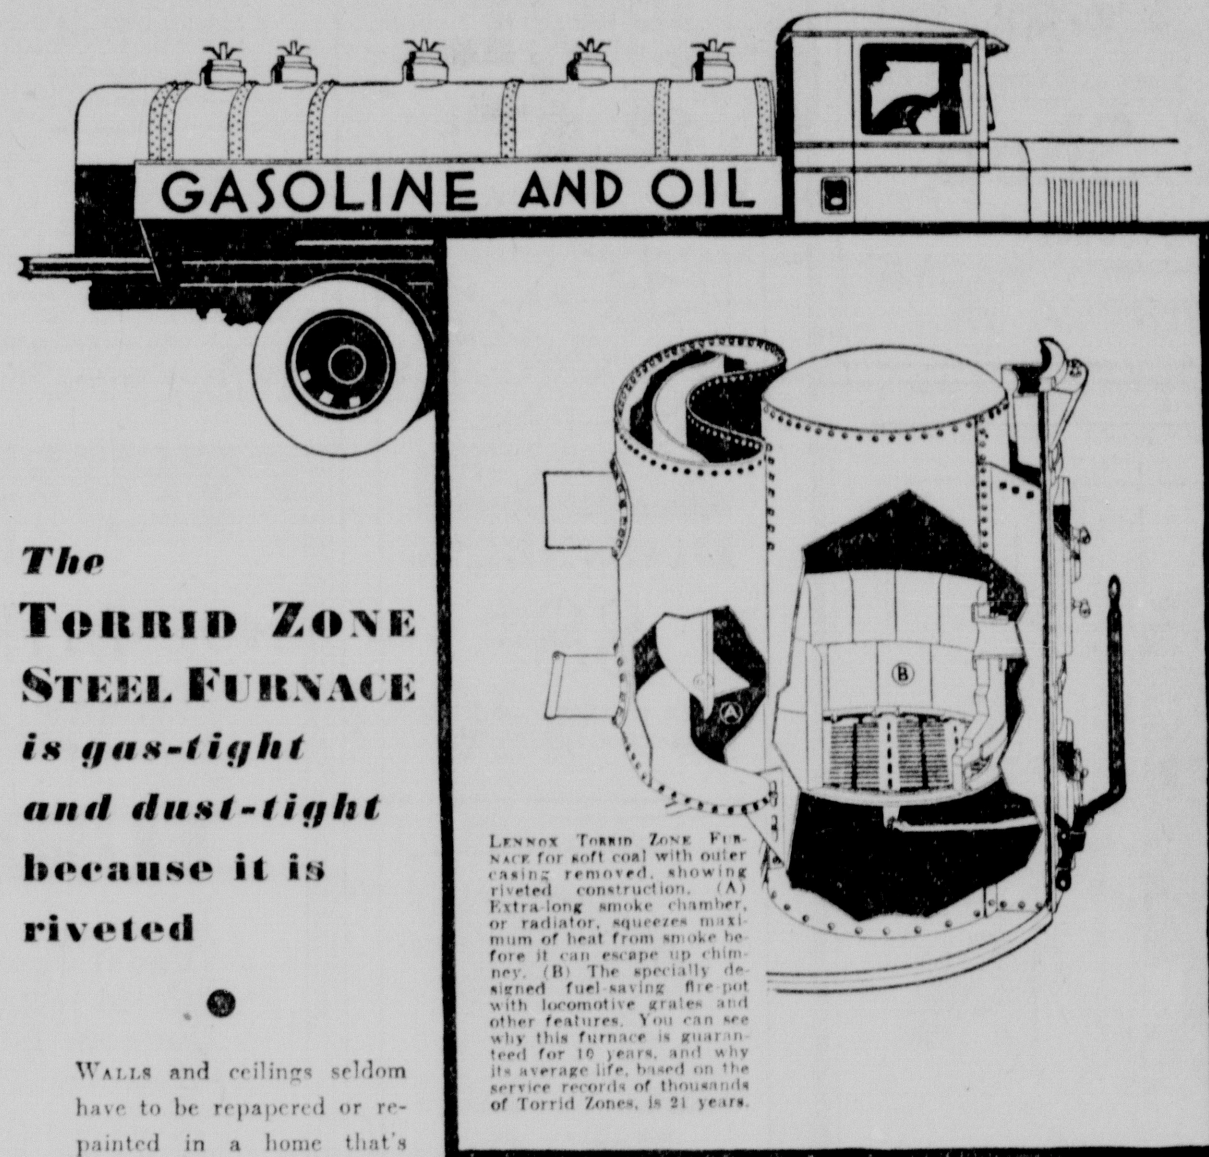 GASOLINE AND OIL
The
TORRID ZONE
STEEL FURNACE
is gas-tight
and dust-tight
because it is
riveted
WALLS and ceilings seldom
have to be repapered or re-
painted in a home that's
A
B
LENNOX TORRID ZONE FUR-
NACE for soft coal with outer
casing removed, showing
riveted construction. (A)
Extra-long smoke chamber,
or radiator, squeezes maxi-
mum of heat from smoke be-
fore it can escape up chim-
ney. (B) The specially de-
signed fuel-saving fire-pot
with locomotive grates and
other features. You can see
why this furnace is guaran-
teed for 10 years, and why
its average life, based on the
service records of thousands
of Torrid Zones, is 21 years.